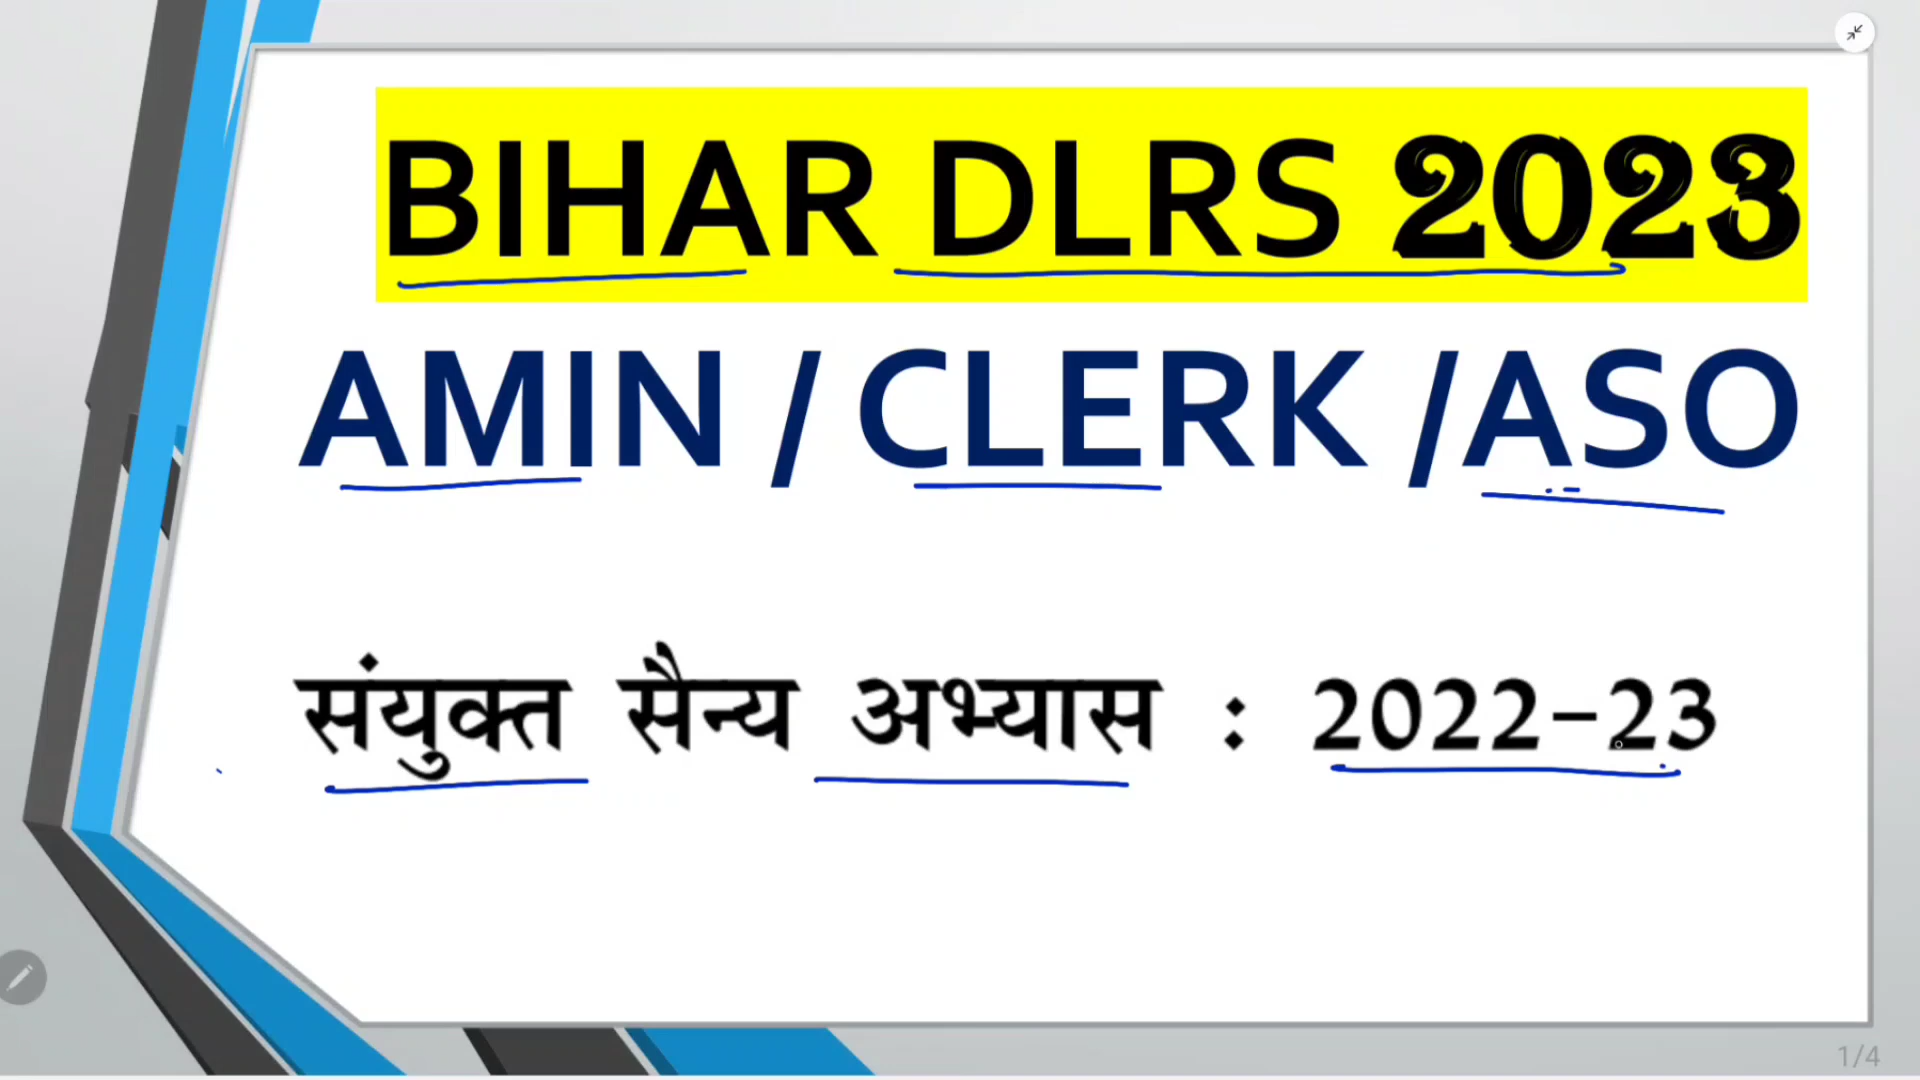 BIHAR DLRS 2023
AMIN / CLERK /ASO
संयुक्त सैन्य अभ्यास : 2022-23
1/4